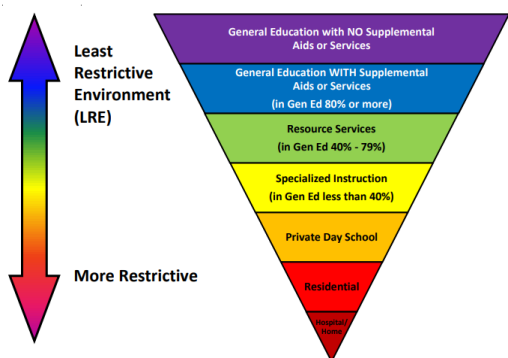 Least
Restrictive
Environment
(LRE)
More Restrictive
General Education with NO Supplemental
Aids or Services
General Education WITH Supplemental
Aids or Services
(in Gen Ed 80% or more)
Resource Services
(in Gen Ed 40% - 79%)
Specialized Instruction
(in Gen Ed less than 40%)
Private Day School
Residential
Hospital/
Home